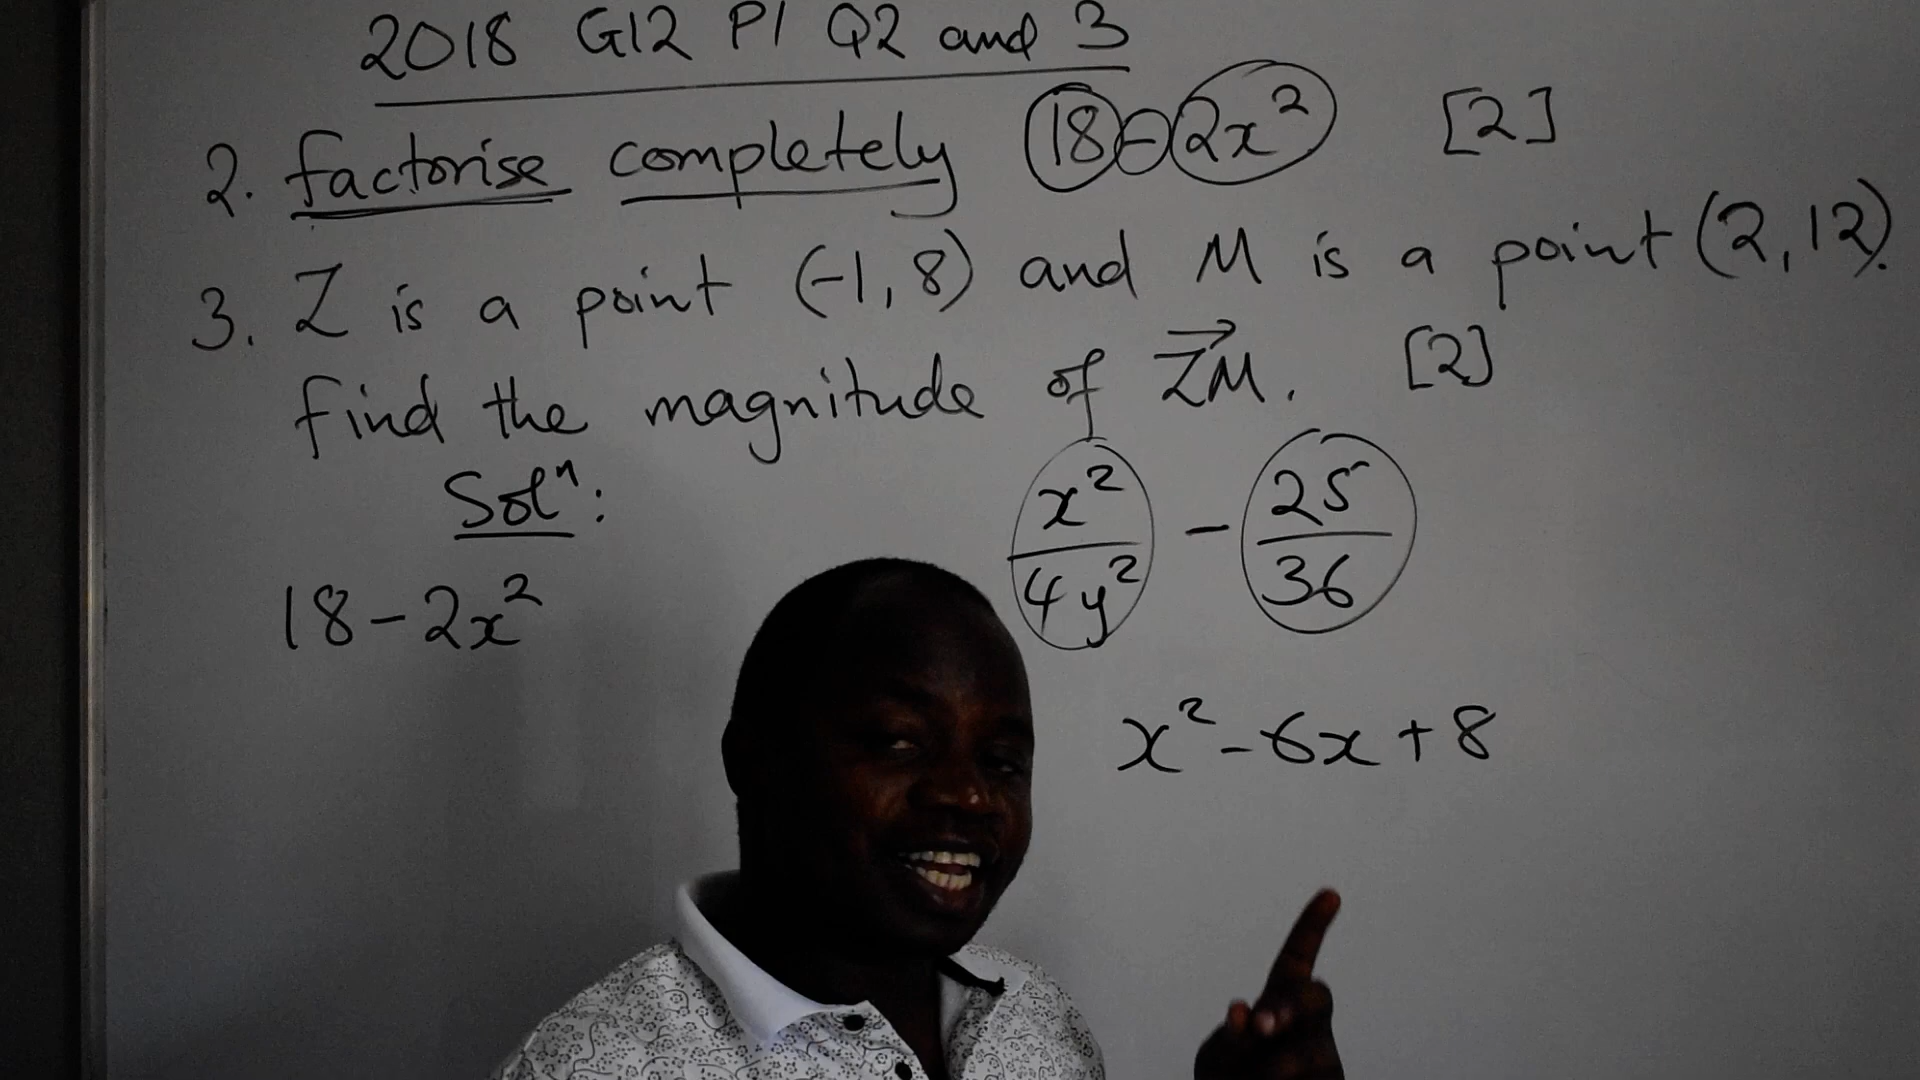 2018 G12 P1 Q2 and 3
2. factorise completely 18-2x² [2]
3. Z is a point (-1,8) and M is a point (2,12).
find the magnitude of \overrightarrow{ZM}. [2]
Solⁿ:
x²/4y² - 25/36
18-2x²
x²-6x+8